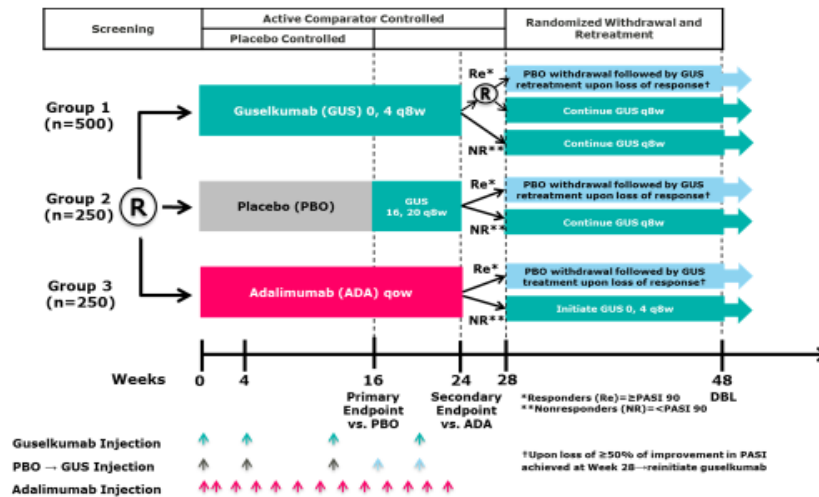 Screening
Active Comparator Controlled
Placebo Controlled
Randomized Withdrawal and
Retreatment
Group 1
(n=500)
Guselkumab (GUS) 0, 4 q8w
Re*
R
NR**
PBO withdrawal followed by GUS
retreatment upon loss of response†
Continue GUS q8w
Continue GUS q8w
Group 2
(n=250)
R
Placebo (PBO)
GUS
16, 20 q8w
Re*
NR**
PBO withdrawal followed by GUS
retreatment upon loss of response†
Continue GUS q8w
Group 3
(n=250)
Adalimumab (ADA) qow
Re*
NR**
PBO withdrawal followed by GUS
treatment upon loss of response†
Initiate GUS 0, 4 q8w
Weeks 0 4 16 24 28 48
Primary
Endpoint
vs. PBO
Secondary
Endpoint
vs. ADA
DBL
*Responders (Re)=≥PASI 90
**Nonresponders (NR)=<PASI 90
Guselkumab Injection
PBO → GUS Injection
Adalimumab Injection
†Upon loss of ≥50% of improvement in PASI
achieved at Week 28→reinitiate guselkumab